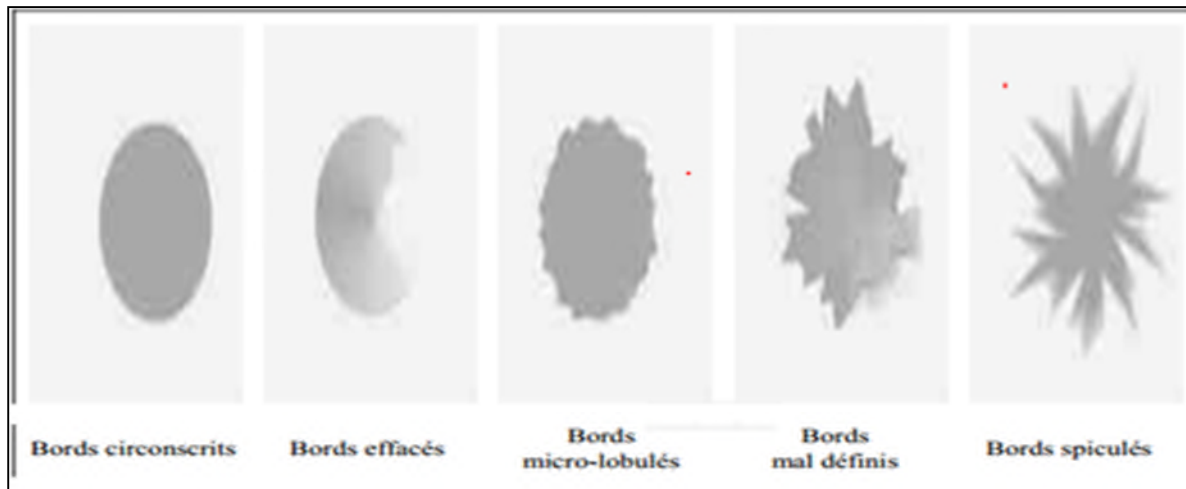 Bords circonscrits
Bords effacés
Bords
micro-lobulés
Bords
mal définis
Bords spiculés